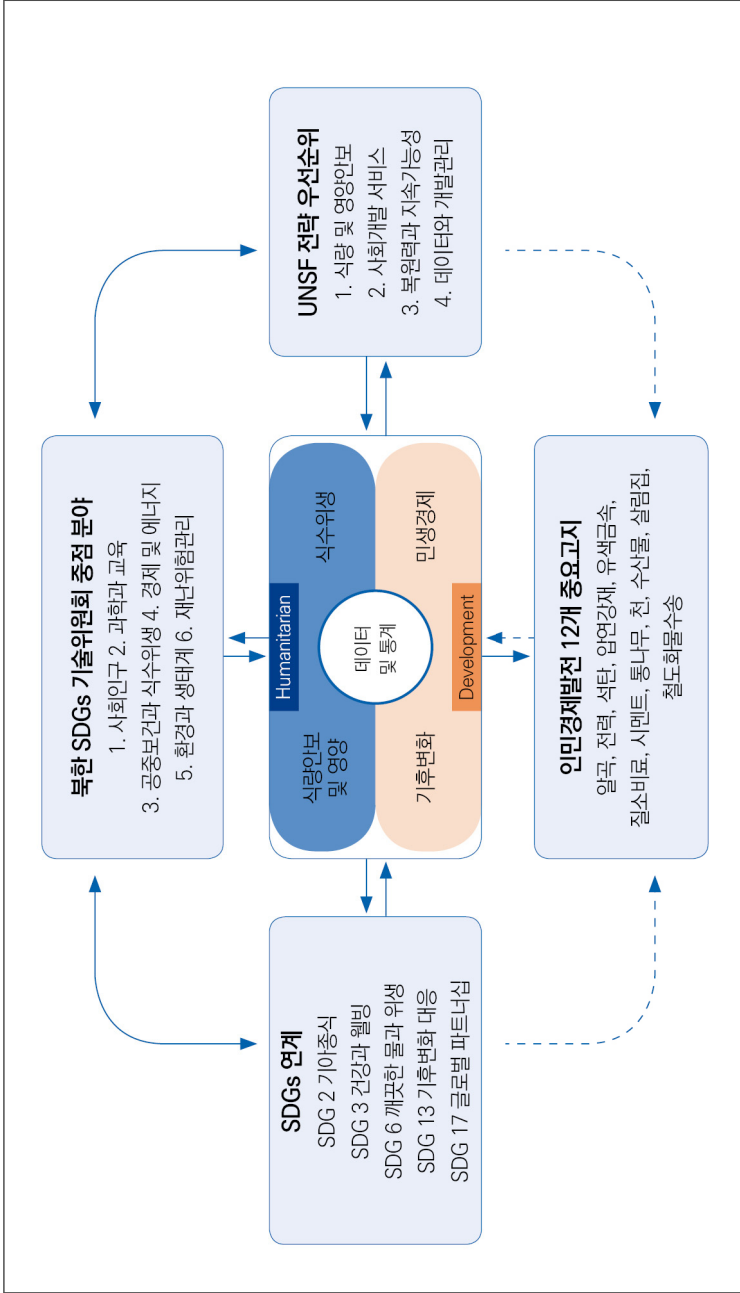 북한 SDGs 기술위원회 중점 분야
1. 사회인구 2. 과학과 교육
3. 공중보건과 식수위생 4. 경제 및 에너지
5. 환경과 생태계 6. 재난위험관리
SDGs 연계
SDG 2 기아종식
SDG 3 건강과 웰빙
SDG 6 깨끗한 물과 위생
SDG 13 기후변화 대응
SDG 17 글로벌 파트너십
Humanitarian
식량안보
및 영양
식수위생
데이터
및 통계
기후변화
민생경제
Development
UNSF 전략 우선순위
1. 식량 및 영양안보
2. 사회개발 서비스
3. 복원력과 지속가능성
4. 데이터와 개발관리
인민경제발전 12개 중요고지
알곡, 전력, 석탄, 압연강재, 유색금속,
질소비료, 시멘트, 통나무, 천, 수산물, 살림집,
철도화물수송